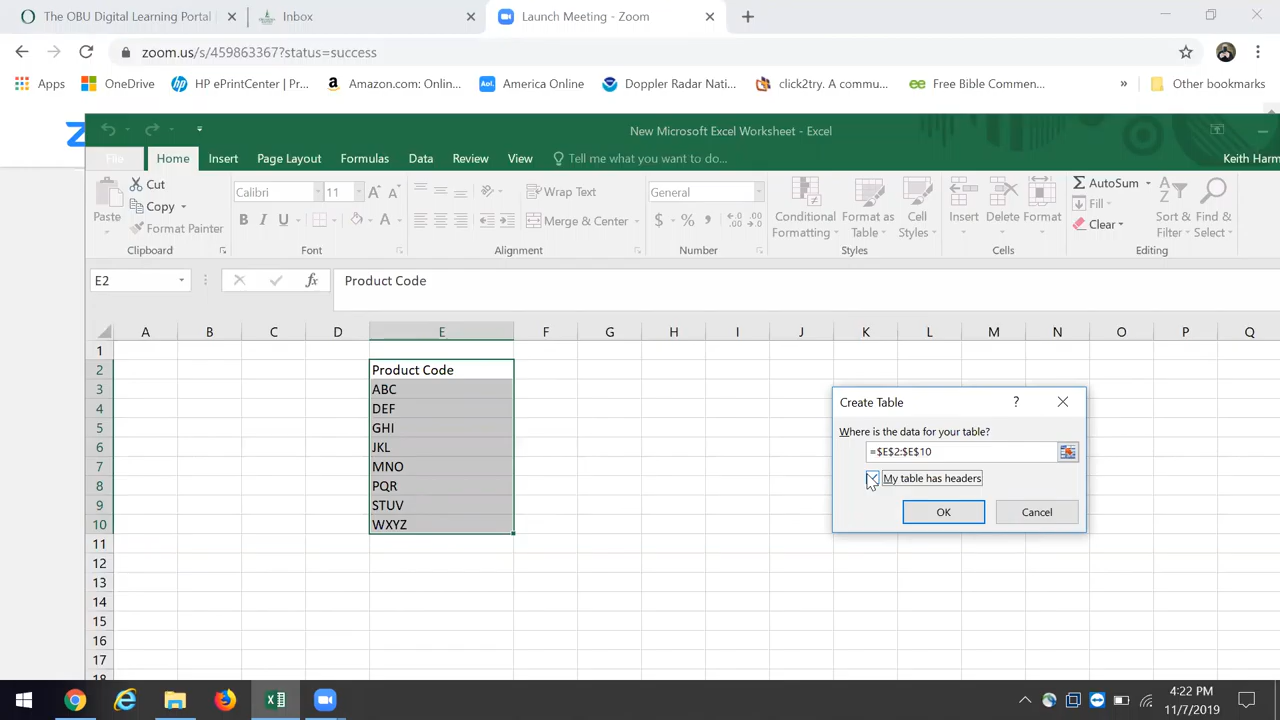 The OBU Digital Learning Portal
Inbox
Launch Meeting - Zoom
zoom.us/s/459863367?status=success
Apps
OneDrive
HP ePrintCenter | Pr...
Amazon.com: Onlin...
America Online
Doppler Radar Nati...
click2try. A commu...
Free Bible Commen...
»
Other bookmarks
New Microsoft Excel Worksheet - Excel
File
Home
Insert
Page Layout
Formulas
Data
Review
View
Tell me what you want to do...
Keith Harm
Paste
Cut
Copy
Format Painter
Clipboard
Calibri
11
B I U
Font
Wrap Text
Merge & Center
Alignment
General
$ % ,
Number
Conditional Formatting
Format as Table
Cell Styles
Styles
Insert
Delete
Format
Cells
AutoSum
Fill
Clear
Sort & Filter
Find & Select
Editing
E2
fx
Product Code
A B C D E F G H I J K L M N O P Q
1
2 Product Code
3 ABC
4 DEF
5 GHI
6 JKL
7 MNO
8 PQR
9 STUV
10 WXYZ
11
12
13
14
15
16
17
18
Create Table
?
Where is the data for your table?
=$E$2:$E$10
My table has headers
OK
Cancel
4:22 PM
11/7/2019